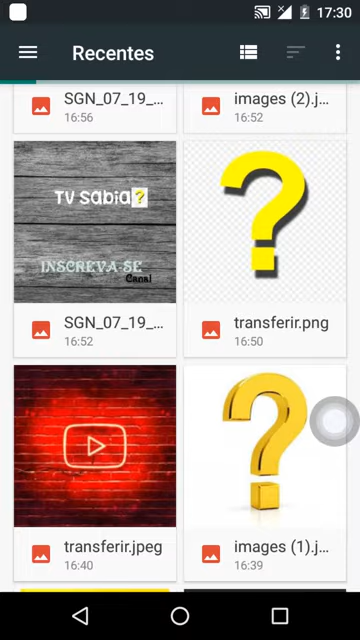 17:30
Recentes
SGN_07_19_...
16:56
images (2).j...
16:52
TV Sabia?
INSCREVA-SE
Canal
SGN_07_19_...
16:52
?
transferir.png
16:50
transferir.jpeg
16:40
?
images (1).j...
16:39